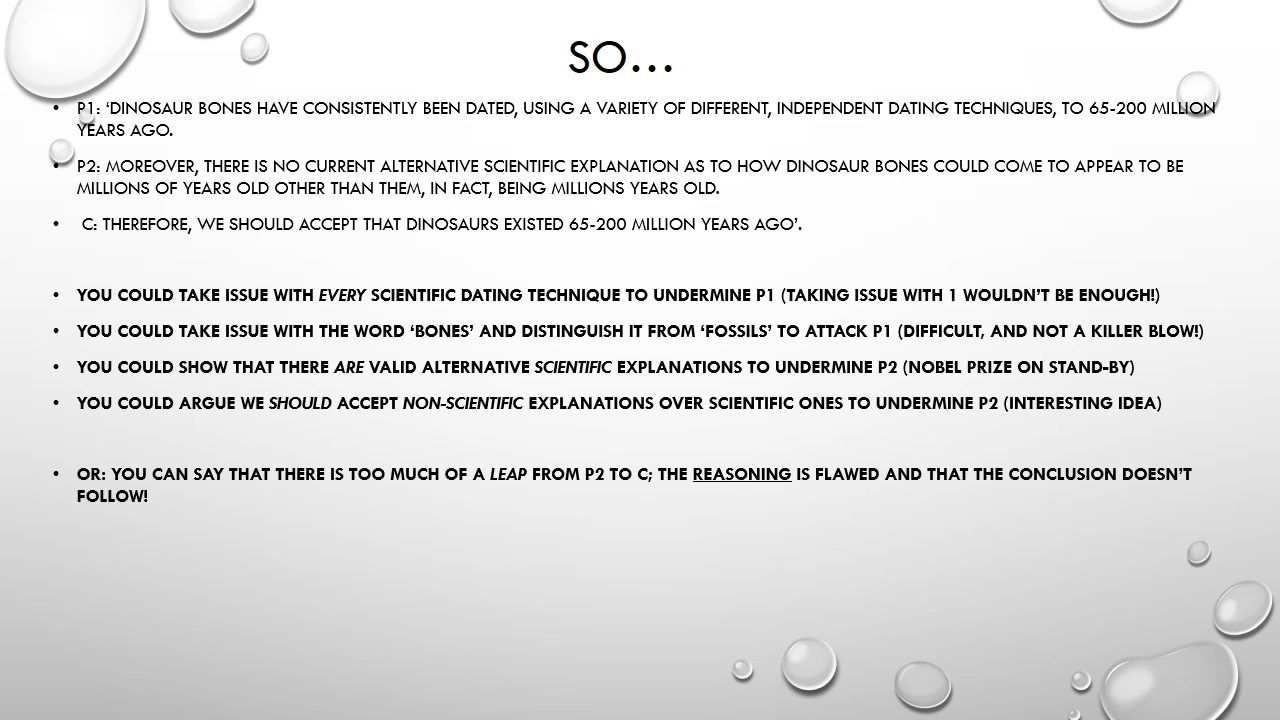 SO…
• P1: ‘DINOSAUR BONES HAVE CONSISTENTLY BEEN DATED, USING A VARIETY OF DIFFERENT, INDEPENDENT DATING TECHNIQUES, TO 65-200 MILLION
YEARS AGO.
• P2: MOREOVER, THERE IS NO CURRENT ALTERNATIVE SCIENTIFIC EXPLANATION AS TO HOW DINOSAUR BONES COULD COME TO APPEAR TO BE
MILLIONS OF YEARS OLD OTHER THAN THEM, IN FACT, BEING MILLIONS YEARS OLD.
• C: THEREFORE, WE SHOULD ACCEPT THAT DINOSAURS EXISTED 65-200 MILLION YEARS AGO’.
• YOU COULD TAKE ISSUE WITH EVERY SCIENTIFIC DATING TECHNIQUE TO UNDERMINE P1 (TAKING ISSUE WITH 1 WOULDN’T BE ENOUGH!)
• YOU COULD TAKE ISSUE WITH THE WORD ‘BONES’ AND DISTINGUISH IT FROM ‘FOSSILS’ TO ATTACK P1 (DIFFICULT, AND NOT A KILLER BLOW!)
• YOU COULD SHOW THAT THERE ARE VALID ALTERNATIVE SCIENTIFIC EXPLANATIONS TO UNDERMINE P2 (NOBEL PRIZE ON STAND-BY)
• YOU COULD ARGUE WE SHOULD ACCEPT NON-SCIENTIFIC EXPLANATIONS OVER SCIENTIFIC ONES TO UNDERMINE P2 (INTERESTING IDEA)
• OR: YOU CAN SAY THAT THERE IS TOO MUCH OF A LEAP FROM P2 TO C; THE REASONING IS FLAWED AND THAT THE CONCLUSION DOESN’T
FOLLOW!